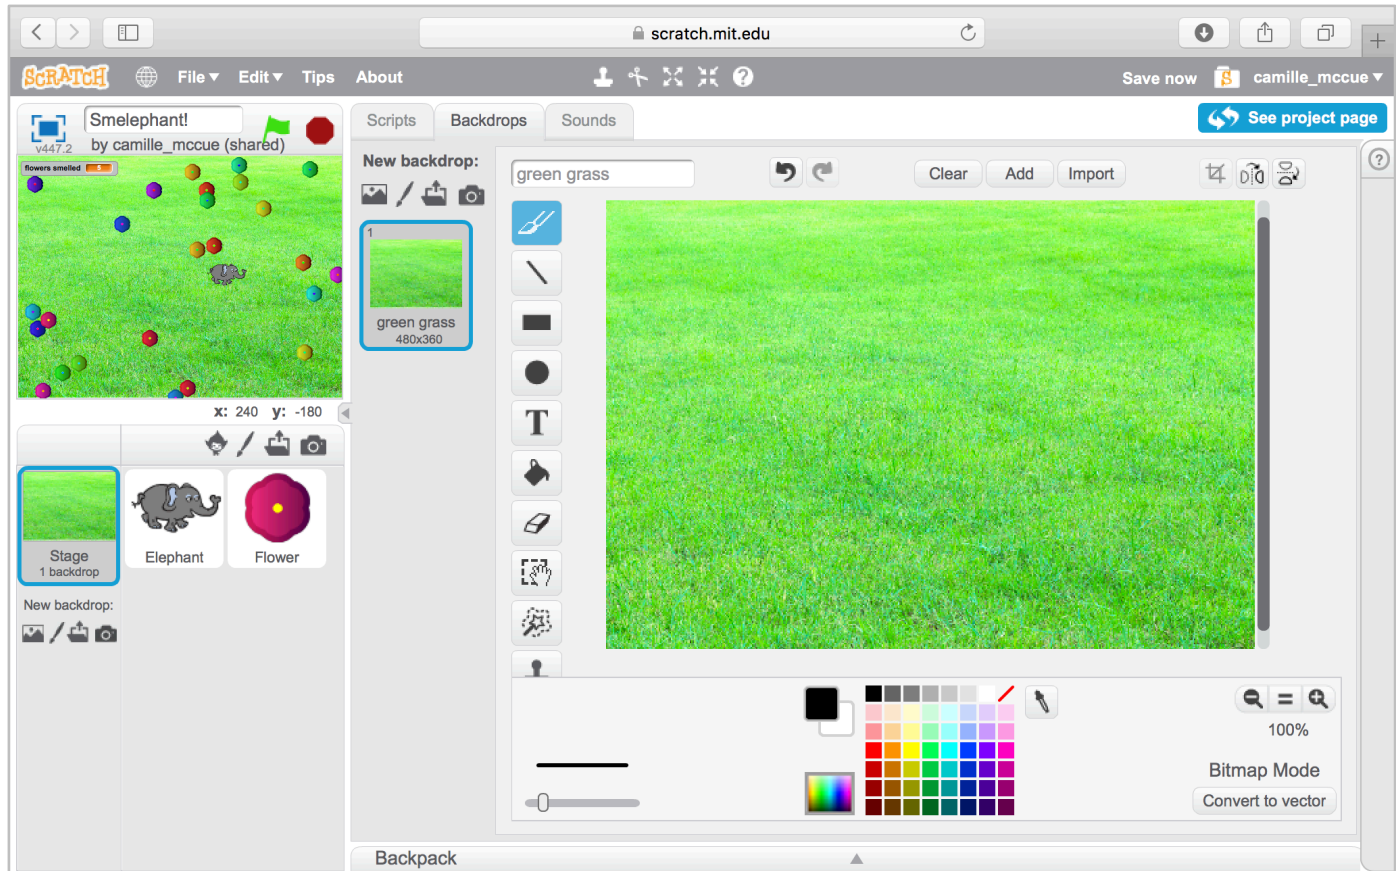 scratch.mit.edu
SCRATCH File Edit Tips About Save now camille_mccue
Smelephant!
v447.2 by camille_mccue (shared)
Scripts Backdrops Sounds
See project page
flowers smelled 5
New backdrop:
green grass
Clear Add Import
1
green grass
480x360
T
x: 240 y: -180
Stage
1 backdrop
Elephant
Flower
New backdrop:
100%
Bitmap Mode
Convert to vector
Backpack